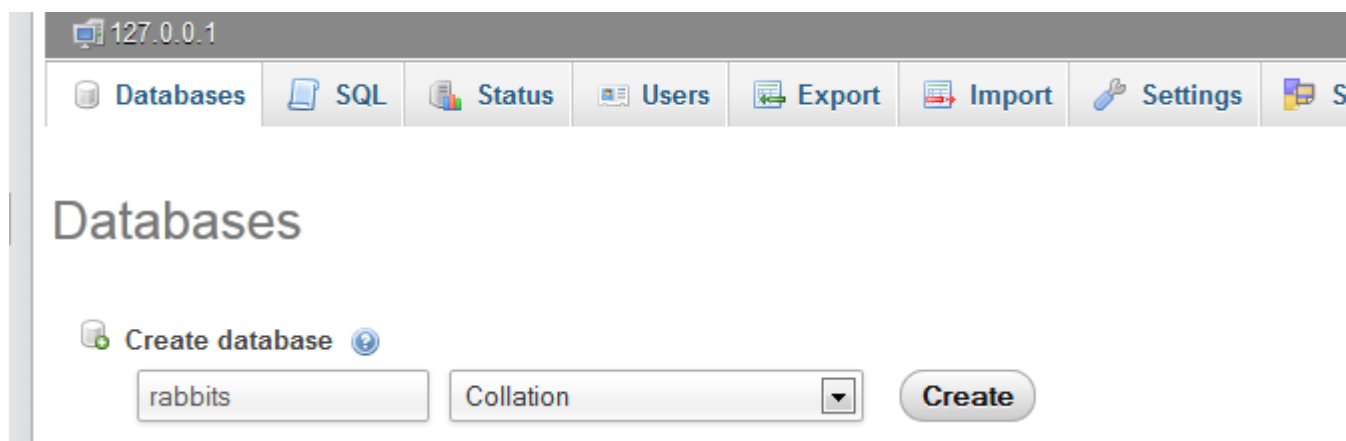 127.0.0.1
Databases SQL Status Users Export Import Settings S
Databases
Create database
rabbits Collation Create